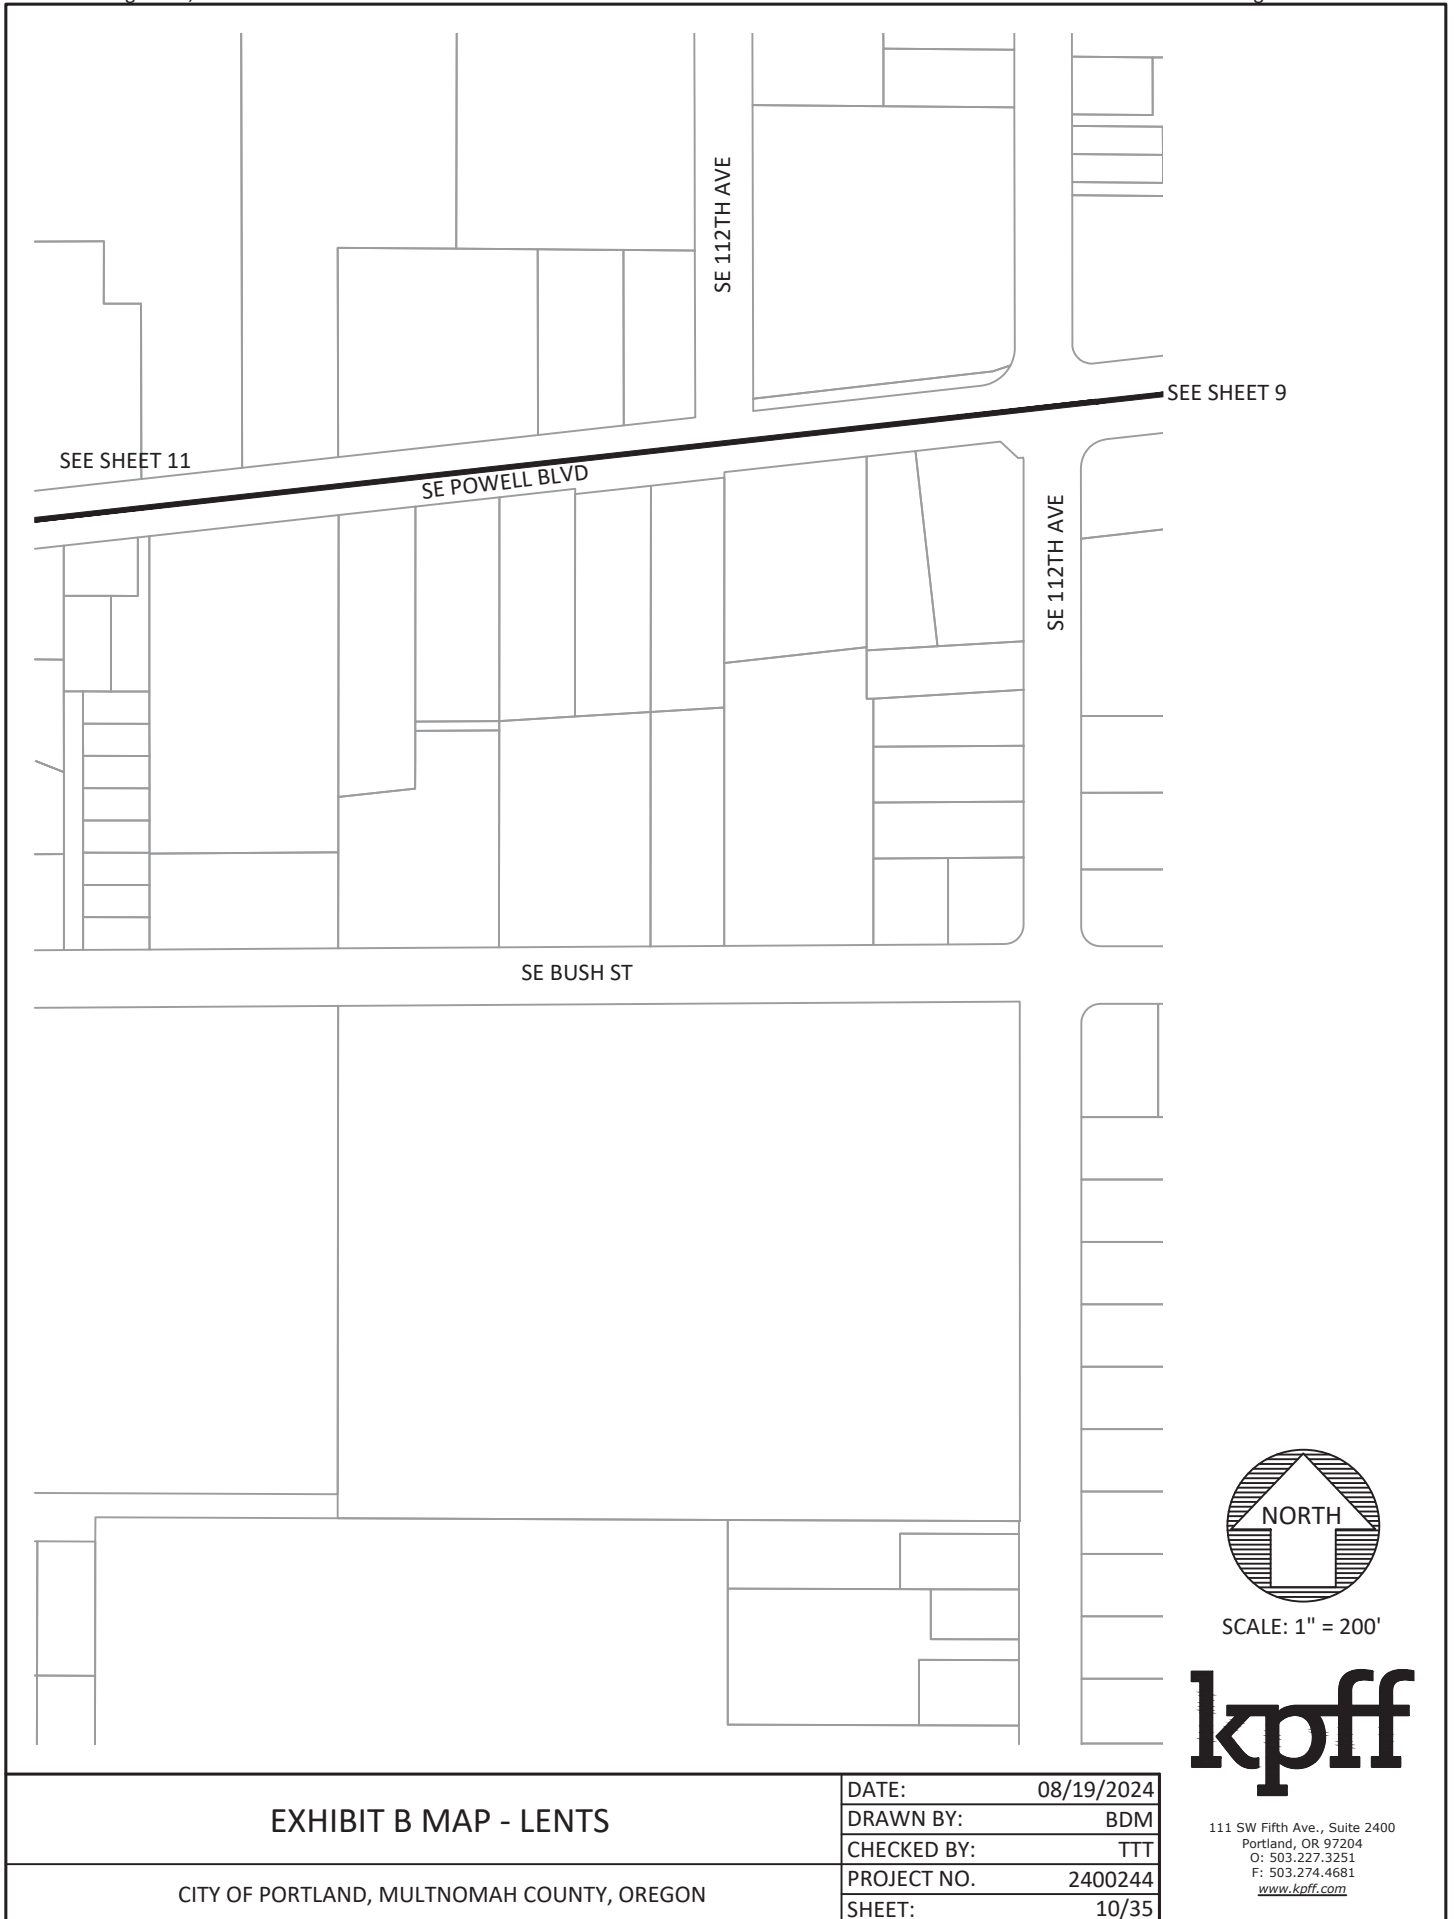 SE 112TH AVE
SEE SHEET 9
SEE SHEET 11
SE POWELL BLVD
SE 112TH AVE
SE BUSH ST
NORTH
SCALE: 1" = 200'
kpff
111 SW Fifth Ave., Suite 2400
Portland, OR 97204
O: 503.227.3251
F: 503.274.4681
www.kpff.com
EXHIBIT B MAP - LENTS
CITY OF PORTLAND, MULTNOMAH COUNTY, OREGON
DATE: 08/19/2024
DRAWN BY: BDM
CHECKED BY: TTT
PROJECT NO. 2400244
SHEET: 10/35